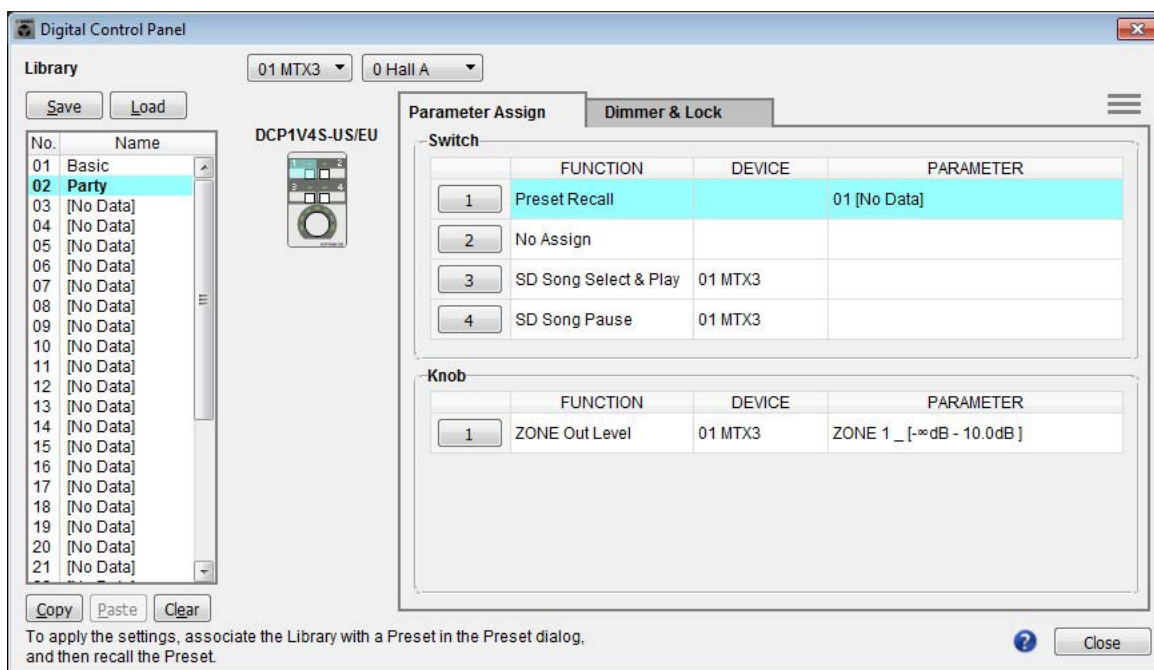 Digital Control Panel
Library
01 MTX3
0 Hall A
Save Load
No. Name
01 Basic
02 Party
03 [No Data]
04 [No Data]
05 [No Data]
06 [No Data]
07 [No Data]
08 [No Data]
09 [No Data]
10 [No Data]
11 [No Data]
12 [No Data]
13 [No Data]
14 [No Data]
15 [No Data]
16 [No Data]
17 [No Data]
18 [No Data]
19 [No Data]
20 [No Data]
21 [No Data]
Copy Paste Clear
DCP1V4S-US/EU
1 2
3 4
Parameter Assign Dimmer & Lock
Switch
FUNCTION DEVICE PARAMETER
1 Preset Recall 01 [No Data]
2 No Assign
3 SD Song Select & Play 01 MTX3
4 SD Song Pause 01 MTX3
Knob
FUNCTION DEVICE PARAMETER
1 ZONE Out Level 01 MTX3 ZONE 1 _ [-∞dB - 10.0dB ]
To apply the settings, associate the Library with a Preset in the Preset dialog,
and then recall the Preset.
? Close